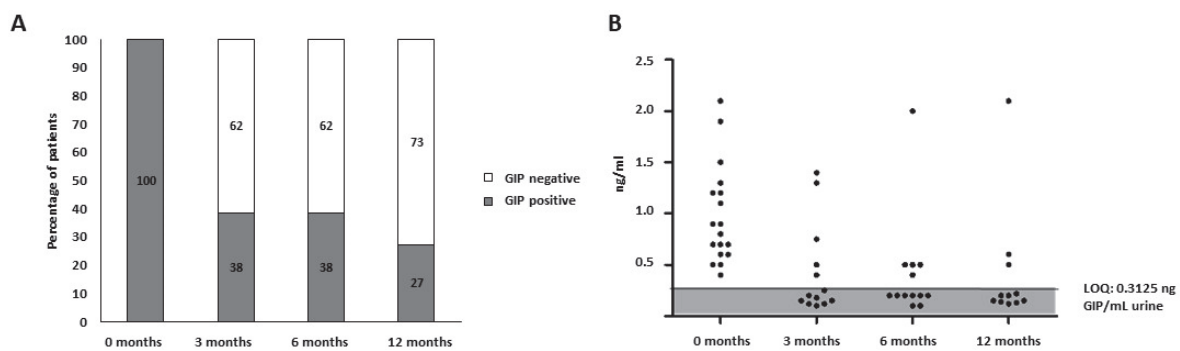 A
100
90
80
70
60
50
40
30
20
10
0
Percentage of patients
100
62
38
62
38
73
27
0 months
3 months
6 months
12 months
GIP negative
GIP positive
B
2.5
2.0
1.5
1.0
0.5
ng/ml
0 months
3 months
6 months
12 months
LOQ: 0.3125 ng
GIP/mL urine